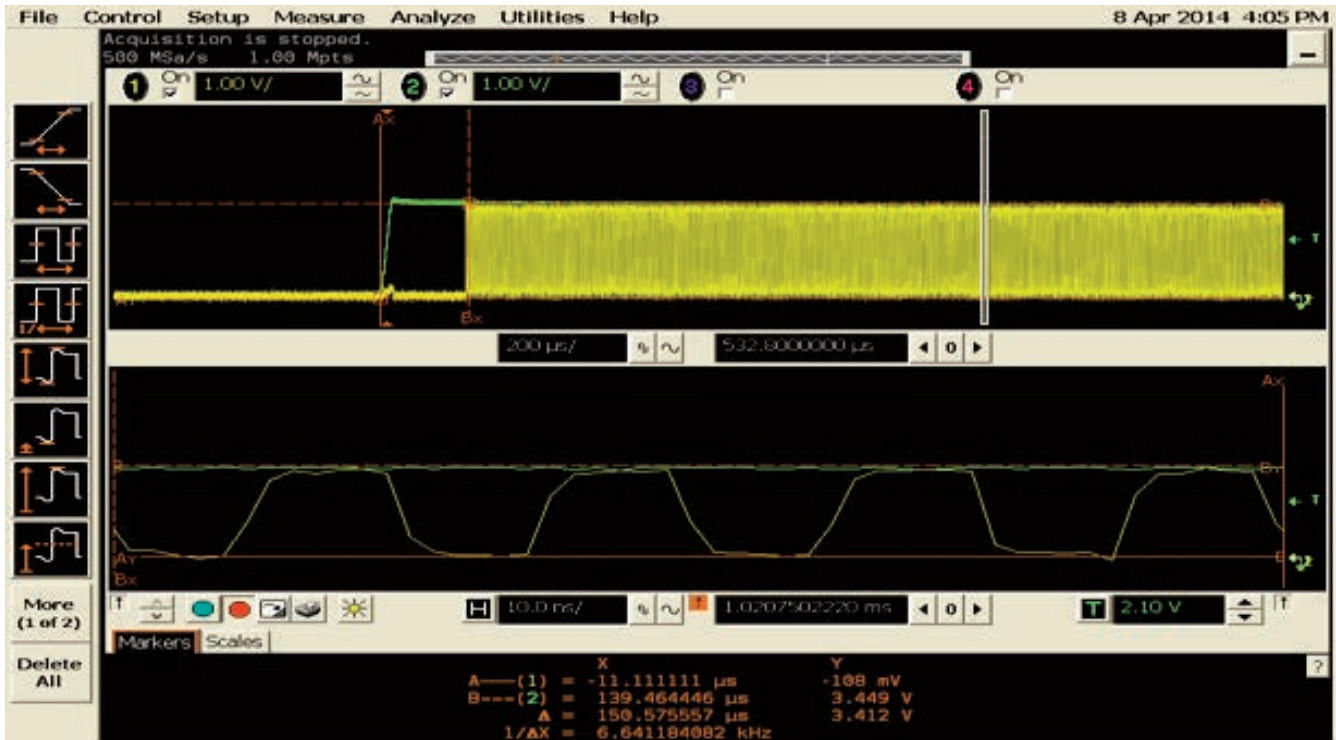 File Control Setup Measure Analyze Utilities Help 8 Apr 2014 4:05 PM
Acquisition is stopped.
500 MSa/s 1.00 Mpts
1 On 1.00 V/ 2 On 1.00 V/ 3 On 4 On
Ax
T
Bx
200 µs/ 532.8000000 µs 0
Ax
By
T
Ay
Bx
More
(1 of 2)
H 10.0 ns/ 1.0207502220 ms 0 T 2.10 V
Markers Scales
Delete
All
?
X Y
A——(1) = -11.111111 µs -108 mV
B---(2) = 139.464446 µs 3.449 V
Δ = 150.575557 µs 3.412 V
1/ΔX = 6.641184082 kHz